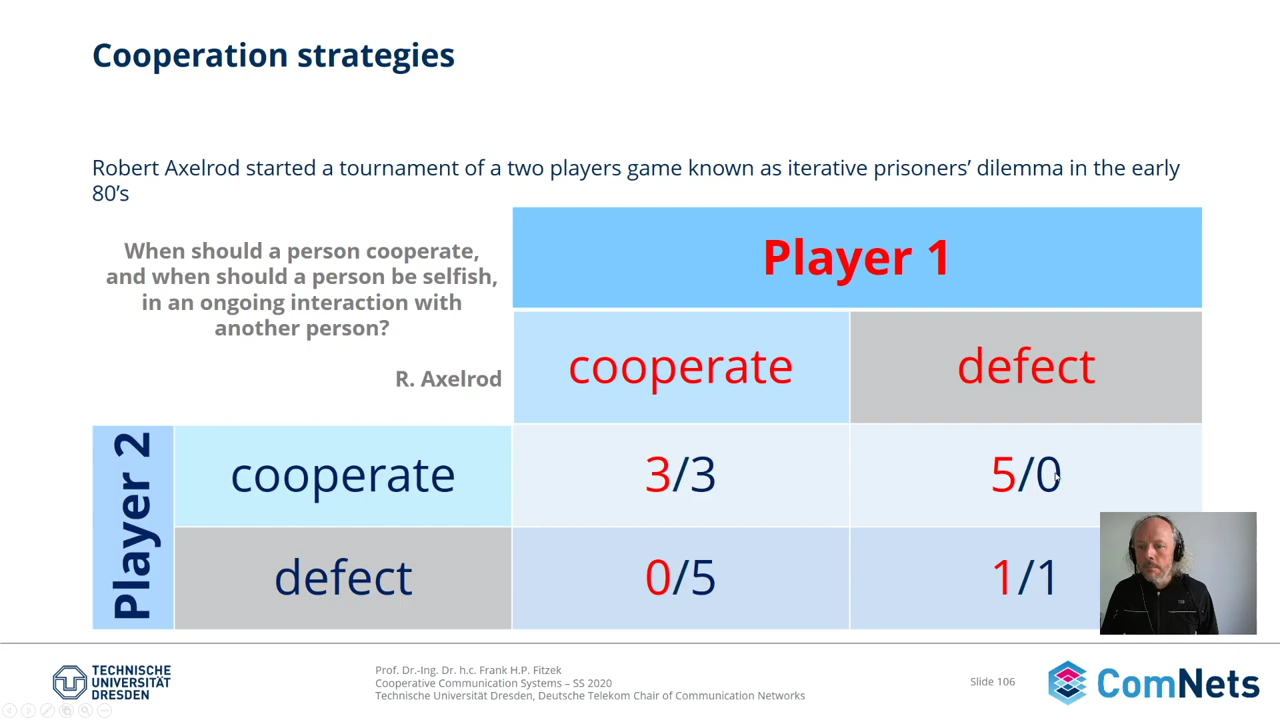 Cooperation strategies
Robert Axelrod started a tournament of a two players game known as iterative prisoners’ dilemma in the early
80’s
When should a person cooperate,
and when should a person be selfish,
in an ongoing interaction with
another person?
R. Axelrod
Player 1
cooperate
defect
Player 2
cooperate
3/3
5/0
defect
0/5
1/1
TECHNISCHE
UNIVERSITÄT
DRESDEN
Prof. Dr.-Ing. Dr. h.c. Frank H.P. Fitzek
Cooperative Communication Systems – SS 2020
Technische Universität Dresden, Deutsche Telekom Chair of Communication Networks
Slide 106
ComNets